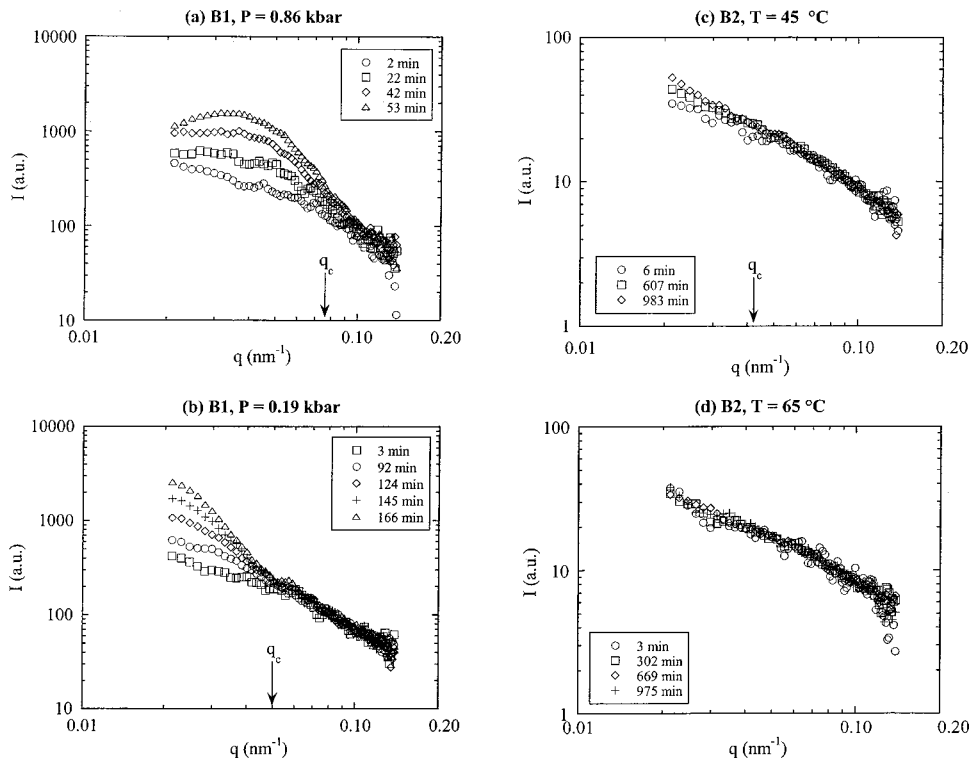 (a) B1, P = 0.86 kbar
10000
1000
100
10
I (a.u.)
2 min
22 min
42 min
53 min
qc
0.01
0.10
0.20
q (nm⁻¹)
(b) B1, P = 0.19 kbar
10000
1000
100
10
I (a.u.)
3 min
92 min
124 min
145 min
166 min
qc
0.01
0.10
0.20
q (nm⁻¹)
(c) B2, T = 45 °C
100
10
1
I (a.u.)
6 min
607 min
983 min
qc
0.01
0.10
0.20
q (nm⁻¹)
(d) B2, T = 65 °C
100
10
1
I (a.u.)
3 min
302 min
669 min
975 min
0.01
0.10
0.20
q (nm⁻¹)